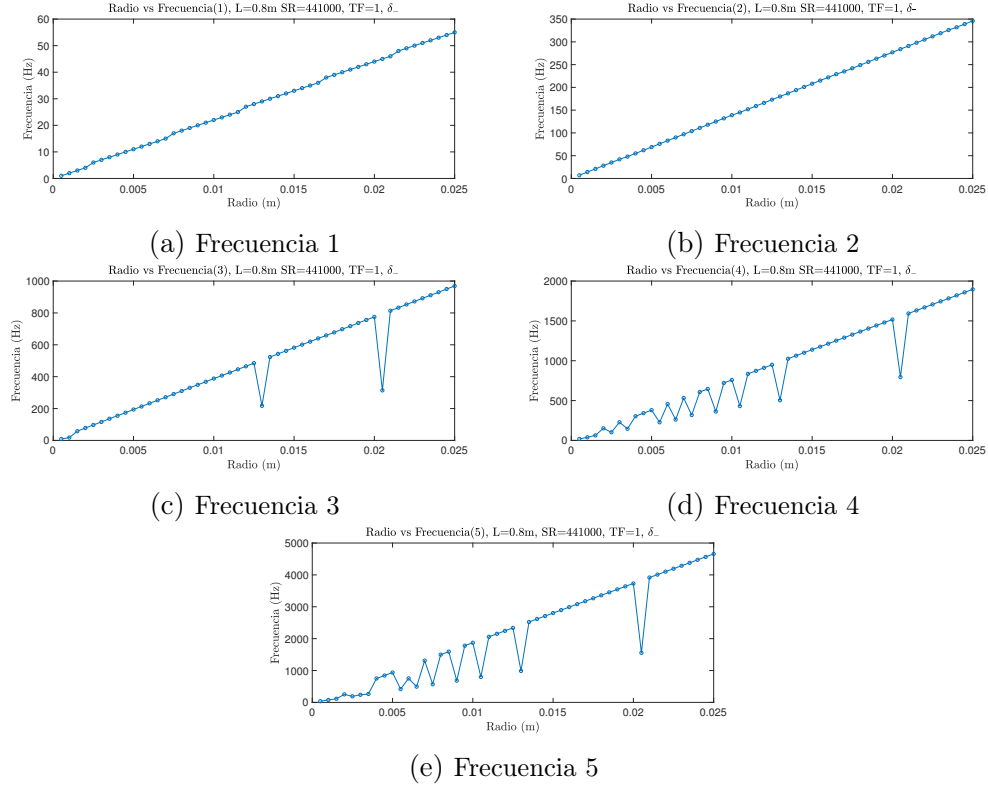 Radio vs Frecuencia(1), L=0.8m SR=441000, TF=1, δ_
60
50
40
30
20
10
0
Frecuencia (Hz)
0 0.005 0.01 0.015 0.02 0.025
Radio (m)
(a) Frecuencia 1
Radio vs Frecuencia(2), L=0.8m SR=441000, TF=1, δ-
350
300
250
200
150
100
50
0
Frecuencia (Hz)
0 0.005 0.01 0.015 0.02 0.025
Radio (m)
(b) Frecuencia 2
Radio vs Frecuencia(3), L=0.8m SR=441000, TF=1, δ_
1000
800
600
400
200
0
Frecuencia (Hz)
0 0.005 0.01 0.015 0.02 0.025
Radio (m)
(c) Frecuencia 3
Radio vs Frecuencia(4), L=0.8m SR=441000, TF=1, δ_
2000
1500
1000
500
0
Frecuencia (Hz)
0 0.005 0.01 0.015 0.02 0.025
Radio (m)
(d) Frecuencia 4
Radio vs Frecuencia(5), L=0.8m, SR=441000, TF=1, δ_
5000
4000
3000
2000
1000
0
Frecuencia (Hz)
0 0.005 0.01 0.015 0.02 0.025
Radio (m)
(e) Frecuencia 5